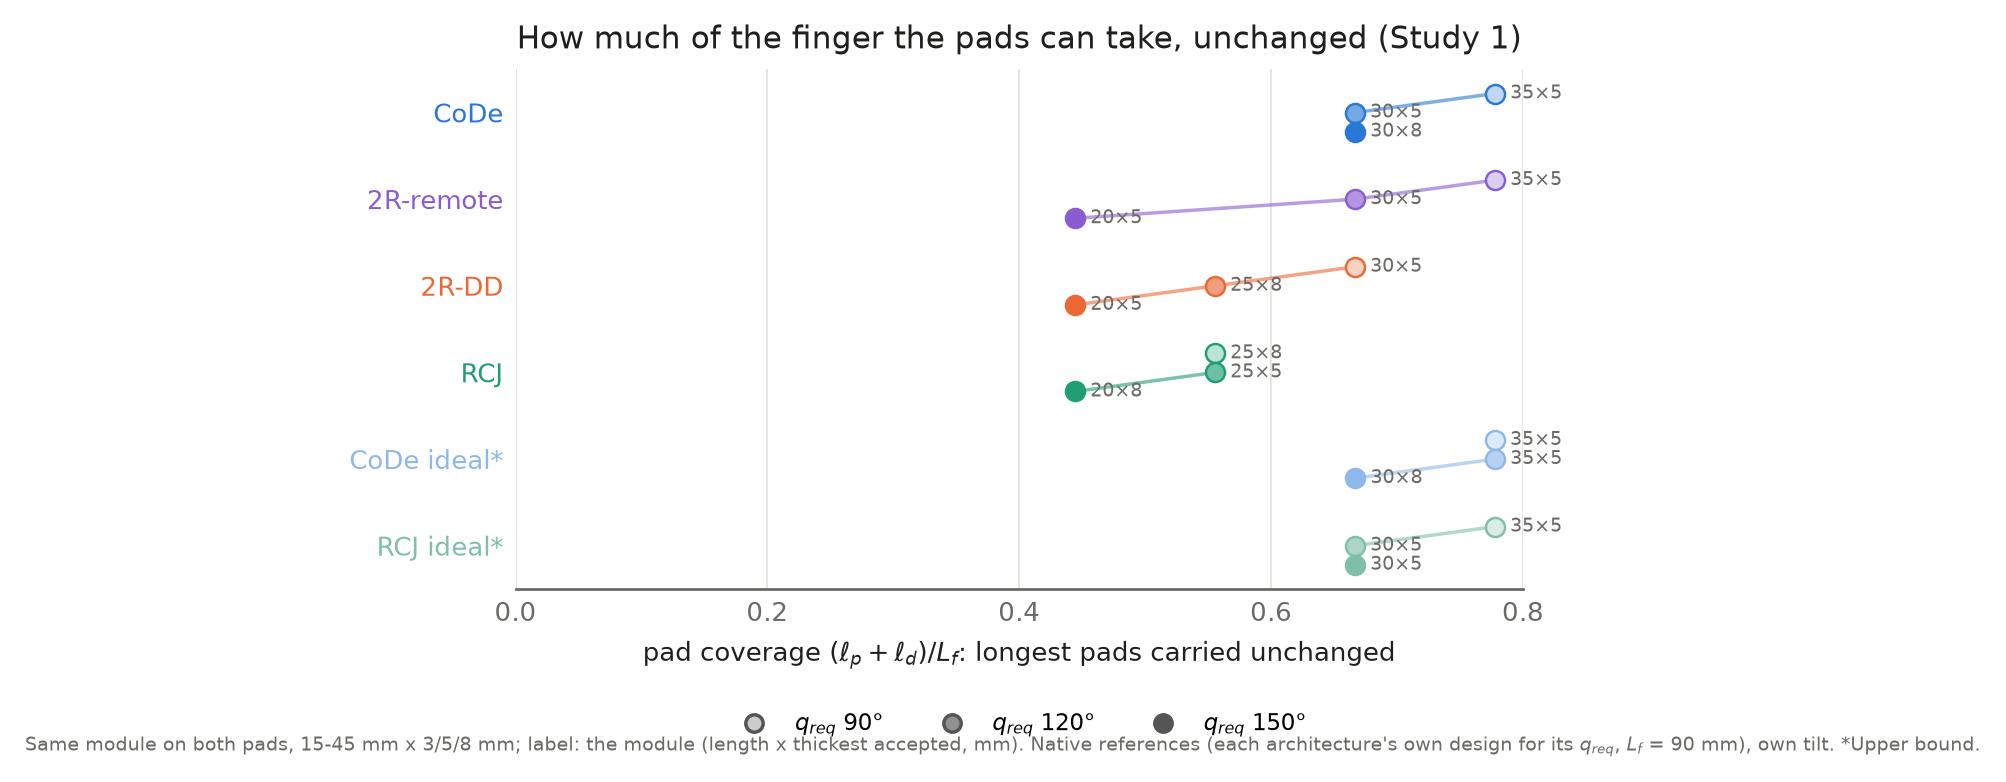 How much of the finger the pads can take, unchanged (Study 1)
CoDe
35×5
30×5
30×8
2R-remote
35×5
30×5
20×5
2R-DD
30×5
25×8
20×5
RCJ
25×8
25×5
20×8
CoDe ideal*
35×5
35×5
30×8
RCJ ideal*
35×5
30×5
30×5
0.0 0.2 0.4 0.6 0.8
pad coverage (ℓp + ℓd)/Lf: longest pads carried unchanged
qreq 90° qreq 120° qreq 150°
Same module on both pads, 15-45 mm x 3/5/8 mm; label: the module (length x thickest accepted, mm). Native references (each architecture's own design for its qreq, Lf = 90 mm), own tilt. *Upper bound.